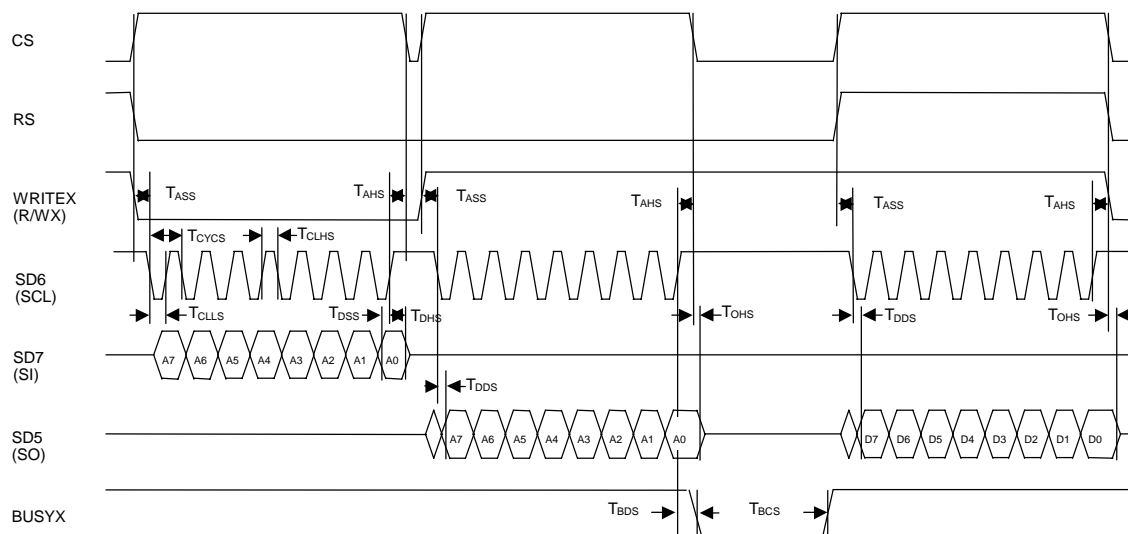 CS
RS
WRITEX
(R/WX)
TASS
TAHS
TASS
TAHS
TASS
TAHS
TCYCS
TCLHS
SD6
(SCL)
TCLLS
TDSS
TDHS
TOHS
TDDS
TOHS
SD7
(SI)
A7 A6 A5 A4 A3 A2 A1 A0
TDDS
SD5
(SO)
A7 A6 A5 A4 A3 A2 A1 A0
D7 D6 D5 D4 D3 D2 D1 D0
TBDS
TBCS
BUSYX